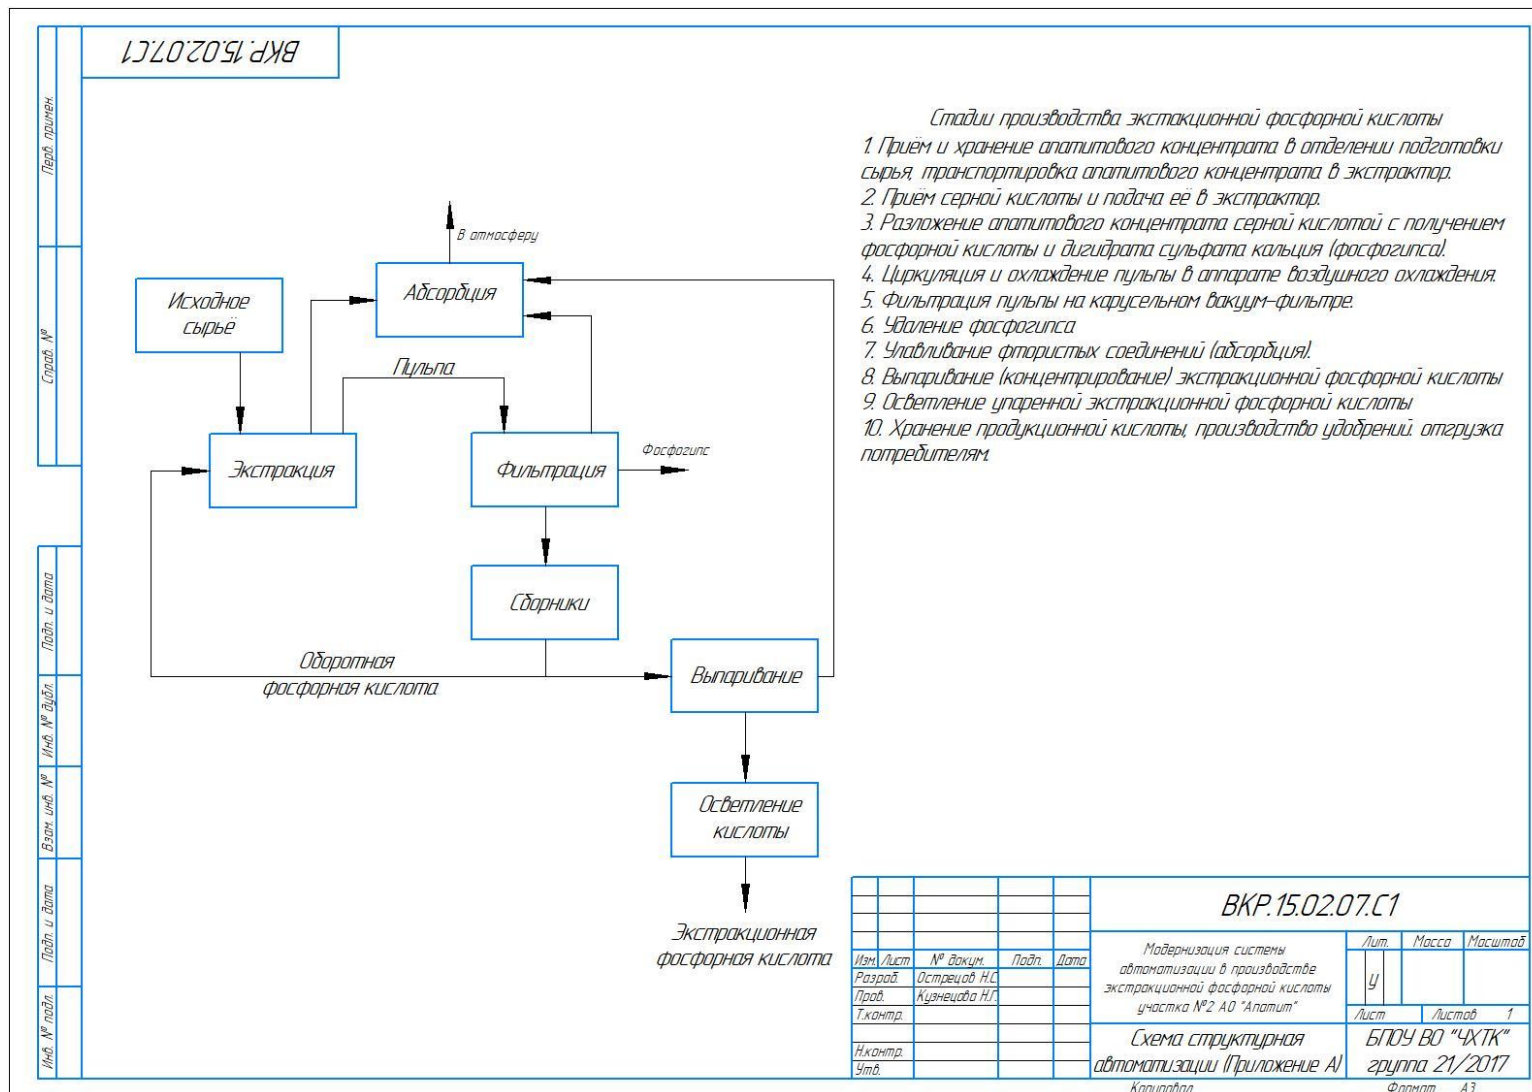 ВКР.15.02.07.С1
Перв. примен.
Справ. №
Подп. и дата
Инв. № дубл.
Взам. инв. №
Подп. и дата
Инв. № подл.
В атмосферу
Абсорбция
Исходное
сырьё
Пульпа
Экстракция
Фильтрация
Фосфогипс
Сборники
Оборотная
фосфорная кислота
Выпаривание
Осветление
кислоты
Экстракционная
фосфорная кислота
Стадии производства экстакционной фосфорной кислоты
1. Приём и хранение апатитового концентрата в отделении подготовки
сырья, транспортировка апатитового концентрата в экстрактор.
2. Приём серной кислоты и подача её в экстрактор.
3. Разложение апатитового концентрата серной кислотой с получением
фосфорной кислоты и дигидрата сульфата кальция (фосфогипса).
4. Циркуляция и охлаждение пульпы в аппарате воздушного охлаждения.
5. Фильтрация пульпы на карусельном вакуум-фильтре.
6. Удаление фосфогипса
7. Улавливание фтористых соединений (абсорбция).
8. Выпаривание (концентрирование) экстракционной фосфорной кислоты
9. Осветление упаренной экстракционной фосфорной кислоты
10. Хранение продукционной кислоты, производство удобрений. отгрузка
потребителям.
ВКР.15.02.07.С1
Изм. Лист № докум. Подп. Дата
Разраб. Острецов Н.С.
Пров. Кузнецова Н.Г.
Т.контр.
Н.контр.
Утв.
Модернизация системы
автоматизации в производстве
экстракционной фосфорной кислоты
участка №2 АО "Апатит"
Лит. Масса Масштаб
у
Лист Листов 1
Схема структурная
автоматизации (Приложение А)
БПОУ ВО "ЧХТК"
группа 21/2017
Копировал Формат А3